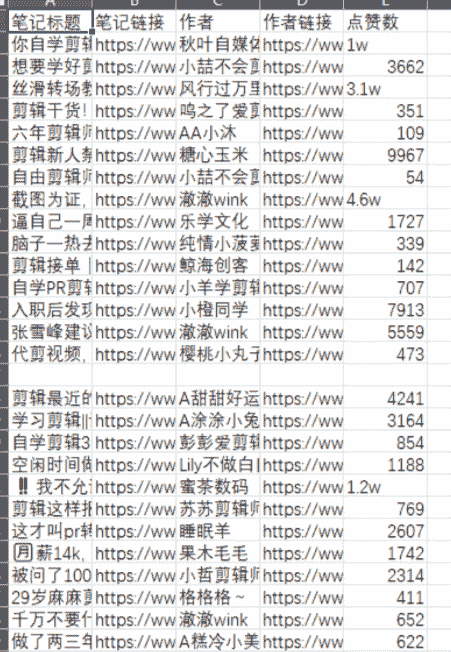 A B C D E
笔记标题 笔记链接 作者 作者链接 点赞数
你自学剪辑 https://ww 秋叶自媒体 https://ww 1w
想要学好剪 https://ww 小喆不会剪 https://ww 3662
丝滑转场教 https://ww 风行过万里 https://ww 3.1w
剪辑干货! https://ww 鸣之了爱剪 https://ww 351
六年剪辑师 https://ww AA小沐 https://ww 109
剪辑新人 https://ww 糖心玉米 https://ww 9967
自由剪辑师 https://ww 小喆不会剪 https://ww 54
截图为证, https://ww 澈澈wink https://ww 4.6w
逼自己一周 https://ww 乐学文化 https://ww 1727
脑子一热去 https://ww 纯情小菠萝 https://ww 339
剪辑接单 https://ww 鲸海创客 https://ww 142
自学PR剪辑 https://ww 小羊学剪辑 https://ww 707
入职后发现 https://ww 小橙同学 https://ww 7913
张雪峰建议 https://ww 澈澈wink https://ww 5559
代剪视频, https://ww 樱桃小丸子 https://ww 473
剪辑最近的 https://ww A甜甜好运 https://ww 4241
学习剪辑 https://ww A涂涂小兔 https://ww 3164
自学剪辑3 https://ww 彭彭爱剪辑 https://ww 854
空闲时间做 https://ww Lily不做白 https://ww 1188
‼ 我不允许 https://ww 蜜茶数码 https://ww 1.2w
剪辑这样接 https://ww 苏苏剪辑师 https://ww 769
这才叫pr转 https://ww 睡眠羊 https://ww 2607
🈷薪14k, https://ww 果木毛毛 https://ww 1742
被问了100 https://ww 小哲剪辑师 https://ww 2314
29岁麻麻剪 https://ww 格格格~ https://ww 411
千万不要什 https://ww 澈澈wink https://ww 652
做了两三年 https://ww A糕冷小美 https://ww 622